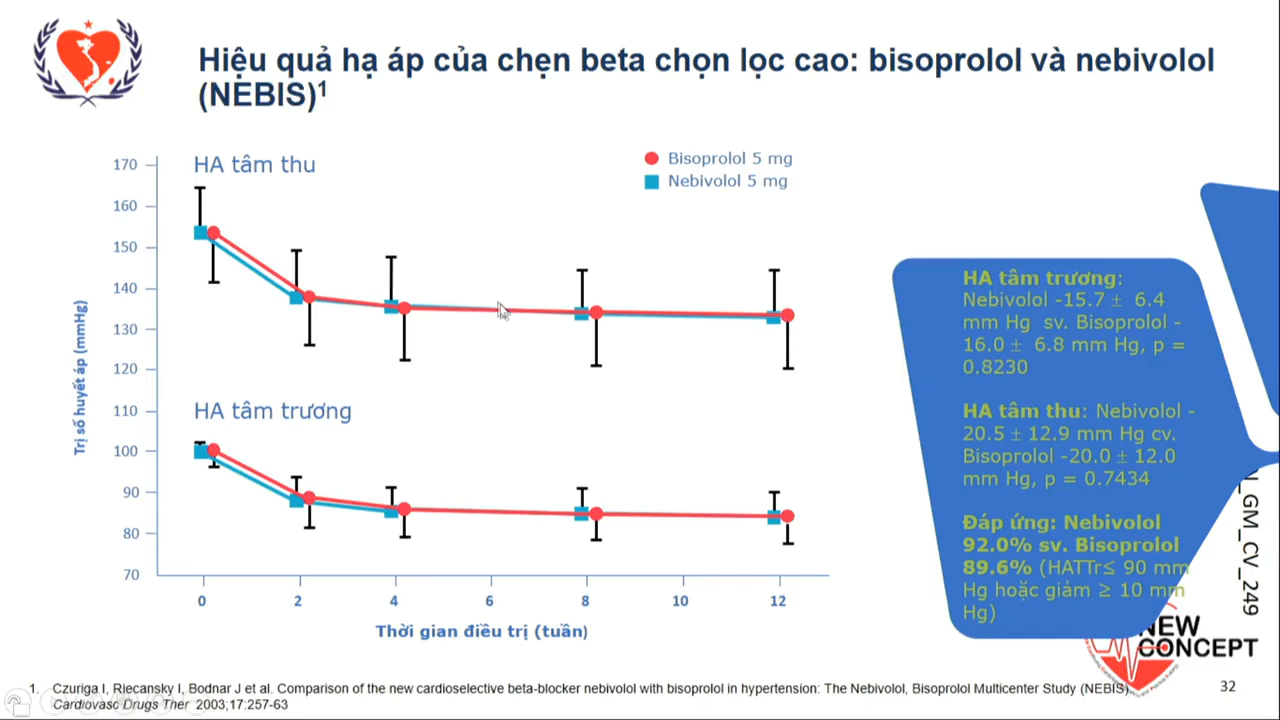 Hiệu quả hạ áp của chẹn beta chọn lọc cao: bisoprolol và nebivolol
(NEBIS)1
HA tâm thu
Bisoprolol 5 mg
Nebivolol 5 mg
Trị số huyết áp (mmHg)
170
160
150
140
130
120
110
100
90
80
70
HA tâm trương
0
2
4
6
8
10
12
Thời gian điều trị (tuần)
HA tâm trương:
Nebivolol -15.7 ± 6.4
mm Hg sv. Bisoprolol -
16.0 ± 6.8 mm Hg, p =
0.8230
HA tâm thu: Nebivolol -
20.5 ± 12.9 mm Hg cv.
Bisoprolol -20.0 ± 12.0
mm Hg, p = 0.7434
Đáp ứng: Nebivolol
92.0% sv. Bisoprolol
89.6% (HATTr≤ 90 mm
Hg hoặc giảm ≥ 10 mm
Hg)
_GM_CV_249
NEW
CONCEPT
1. Czuriga I, Riecansky I, Bodnar J et al. Comparison of the new cardioselective beta-blocker nebivolol with bisoprolol in hypertension: The Nebivolol, Bisoprolol Multicenter Study (NEBIS).
Cardiovasc Drugs Ther 2003;17:257-63
32